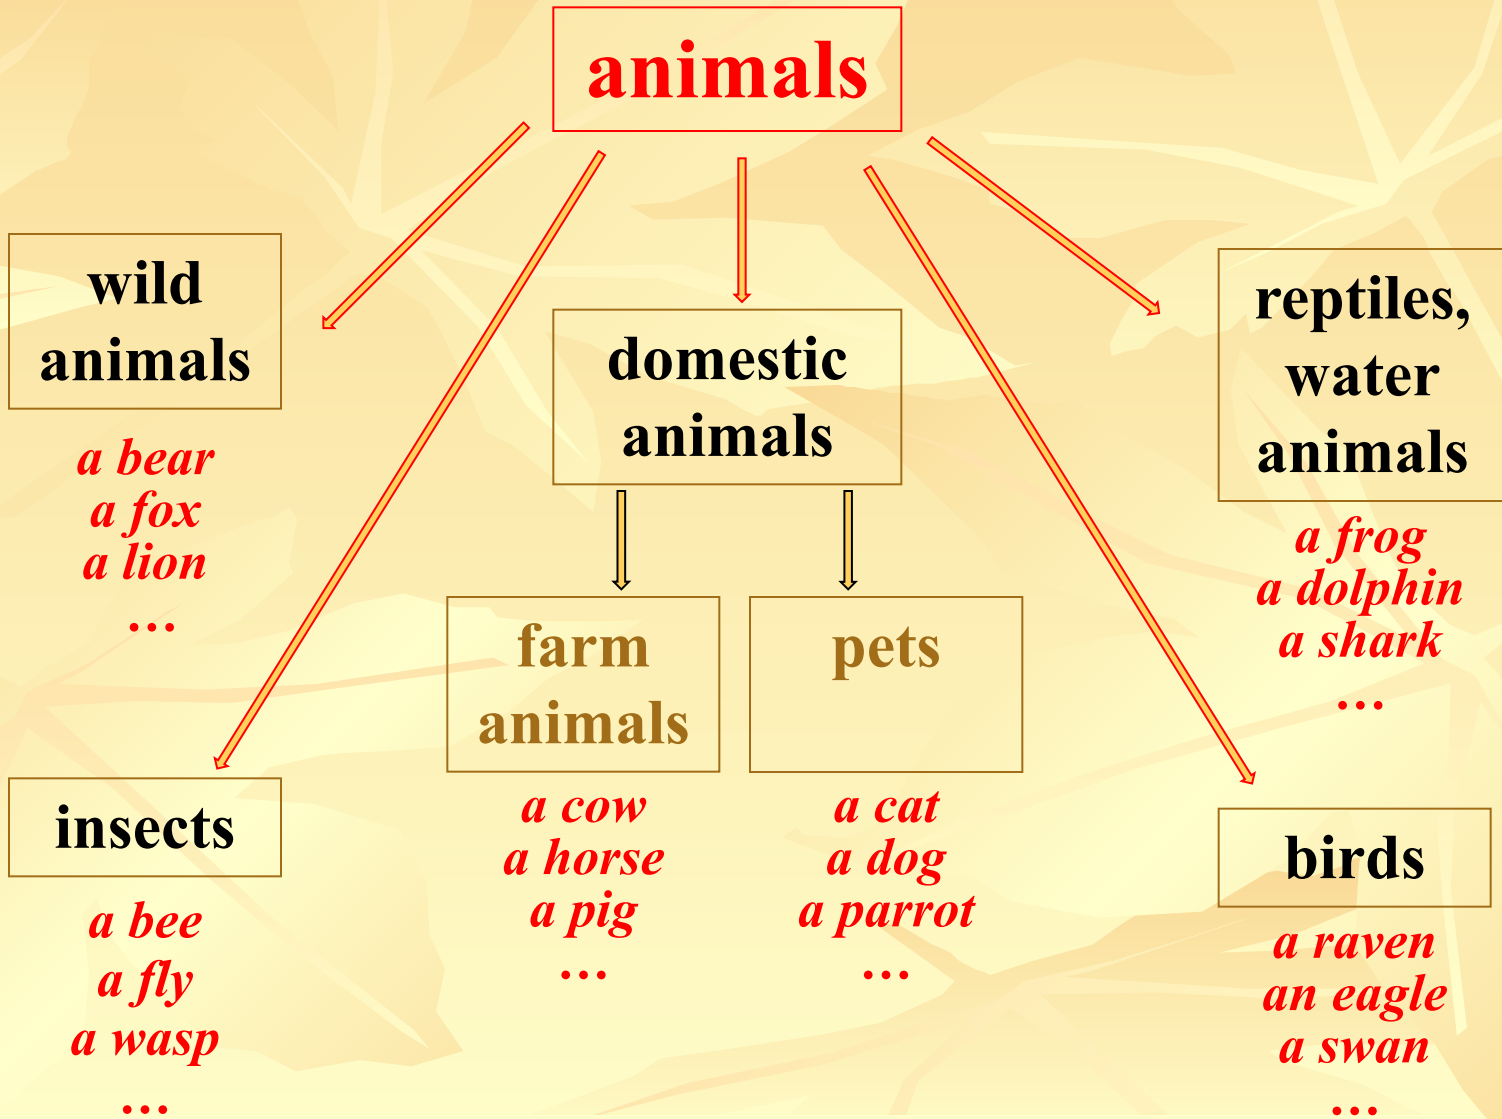 animals
wild
animals
a bear
a fox
a lion
…
domestic
animals
reptiles,
water
animals
a frog
a dolphin
a shark
…
farm
animals
a cow
a horse
a pig
…
pets
a cat
a dog
a parrot
…
insects
a bee
a fly
a wasp
…
birds
a raven
an eagle
a swan
…